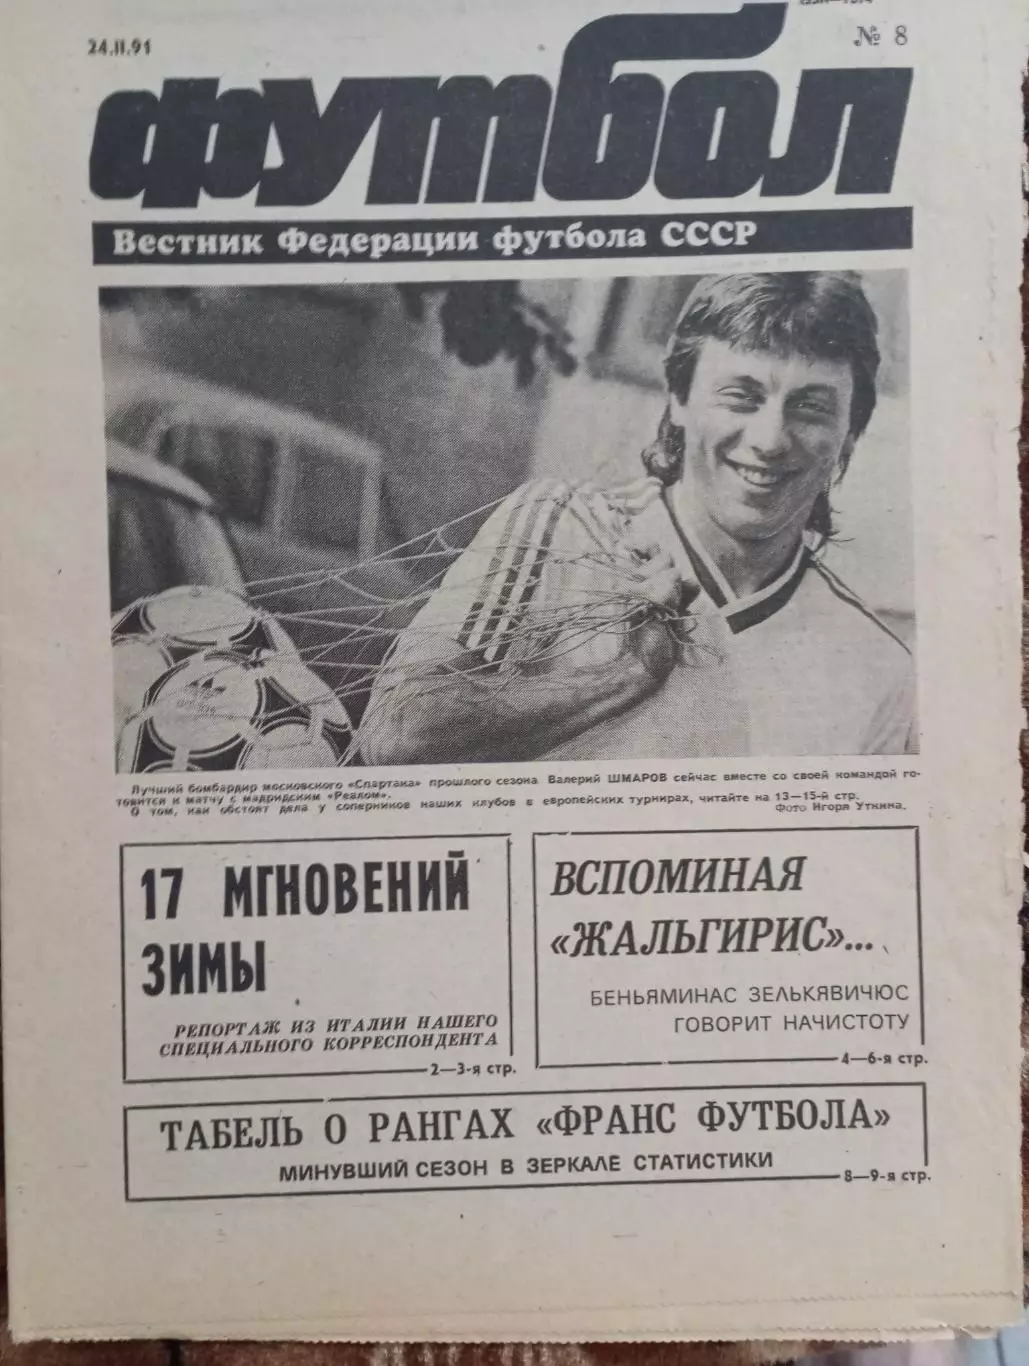 24.II.91
№ 8
футбол
Вестник Федерации футбола СССР
Лучший бомбардир московского «Спартака» прошлого сезона Валерий ШМАРОВ сейчас вместе со своей командой го-
товится к матчу с мадридским «Реалом».
О том, как обстоят дела у соперников наших клубов в европейских турнирах, читайте на 13—15-й стр.
Фото Игоря Уткина.
17 МГНОВЕНИЙ
ЗИМЫ
РЕПОРТАЖ ИЗ ИТАЛИИ НАШЕГО
СПЕЦИАЛЬНОГО КОРРЕСПОНДЕНТА
2—3-я стр.
ВСПОМИНАЯ
«ЖАЛЬГИРИС»...
БЕНЬЯМИНАС ЗЕЛЬКЯВИЧЮС
ГОВОРИТ НАЧИСТОТУ
4—6-я стр.
ТАБЕЛЬ О РАНГАХ «ФРАНС ФУТБОЛА»
МИНУВШИЙ СЕЗОН В ЗЕРКАЛЕ СТАТИСТИКИ
8—9-я стр.